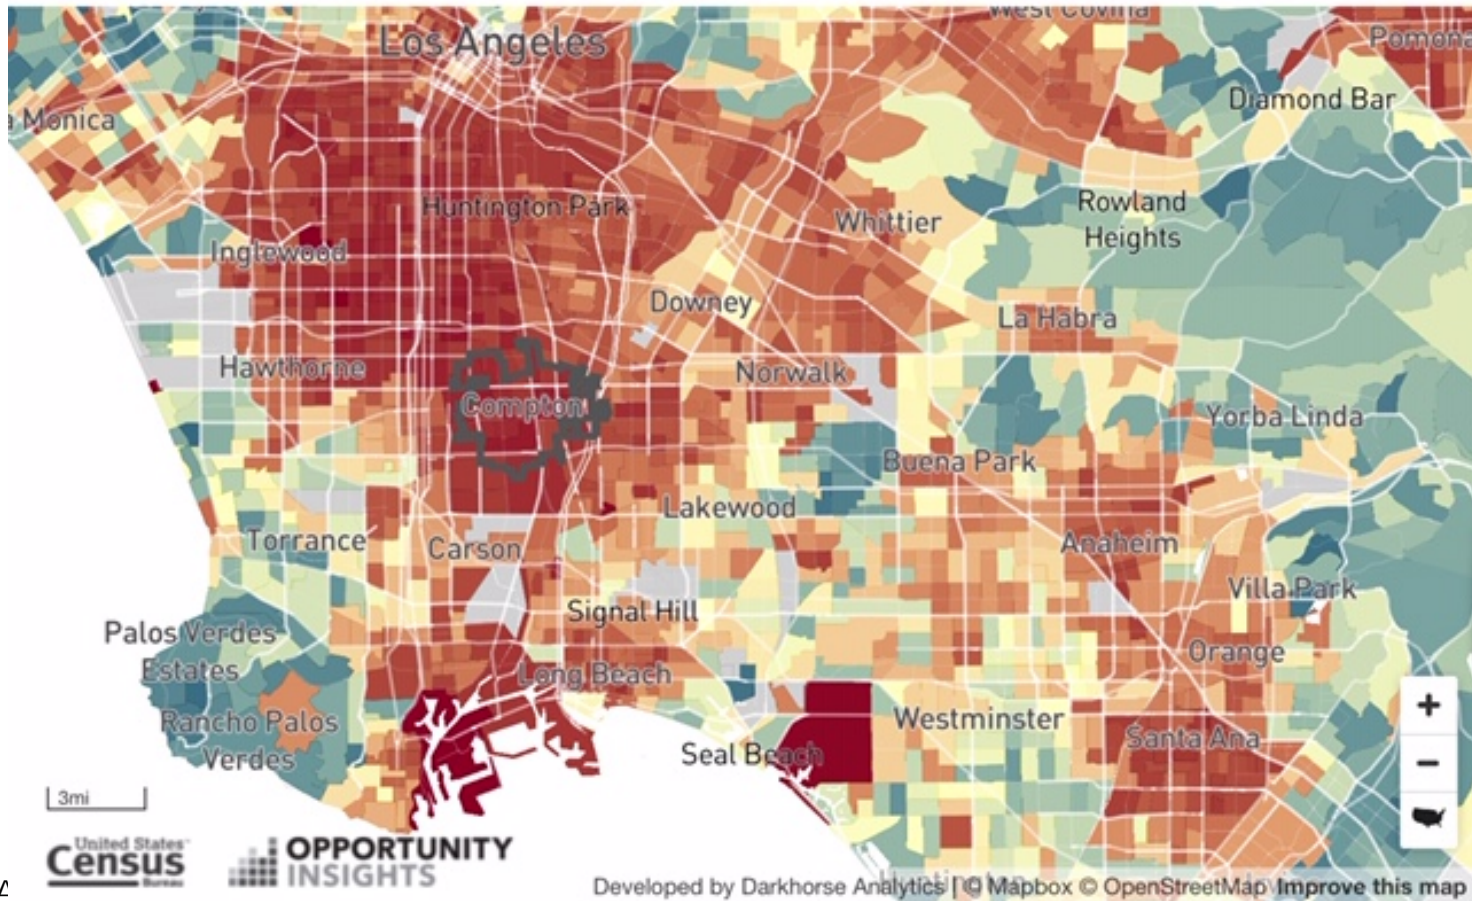 West Covina
Los Angeles
Pomona
Diamond Bar
a Monica
Huntington Park
Rowland
Heights
Whittier
Inglewood
Downey
La Habra
Hawthorne
Norwalk
Compton
Yorba Linda
Buena Park
Lakewood
Torrance
Carson
Anaheim
Villa Park
Signal Hill
Palos Verdes
Estates
Orange
Long Beach
Rancho Palos
Verdes
Westminster
Santa Ana
Seal Beach
+
−
3mi
United States
Census
Bureau
OPPORTUNITY
INSIGHTS
Developed by Darkhorse Analytics | © Mapbox © OpenStreetMap Improve this map